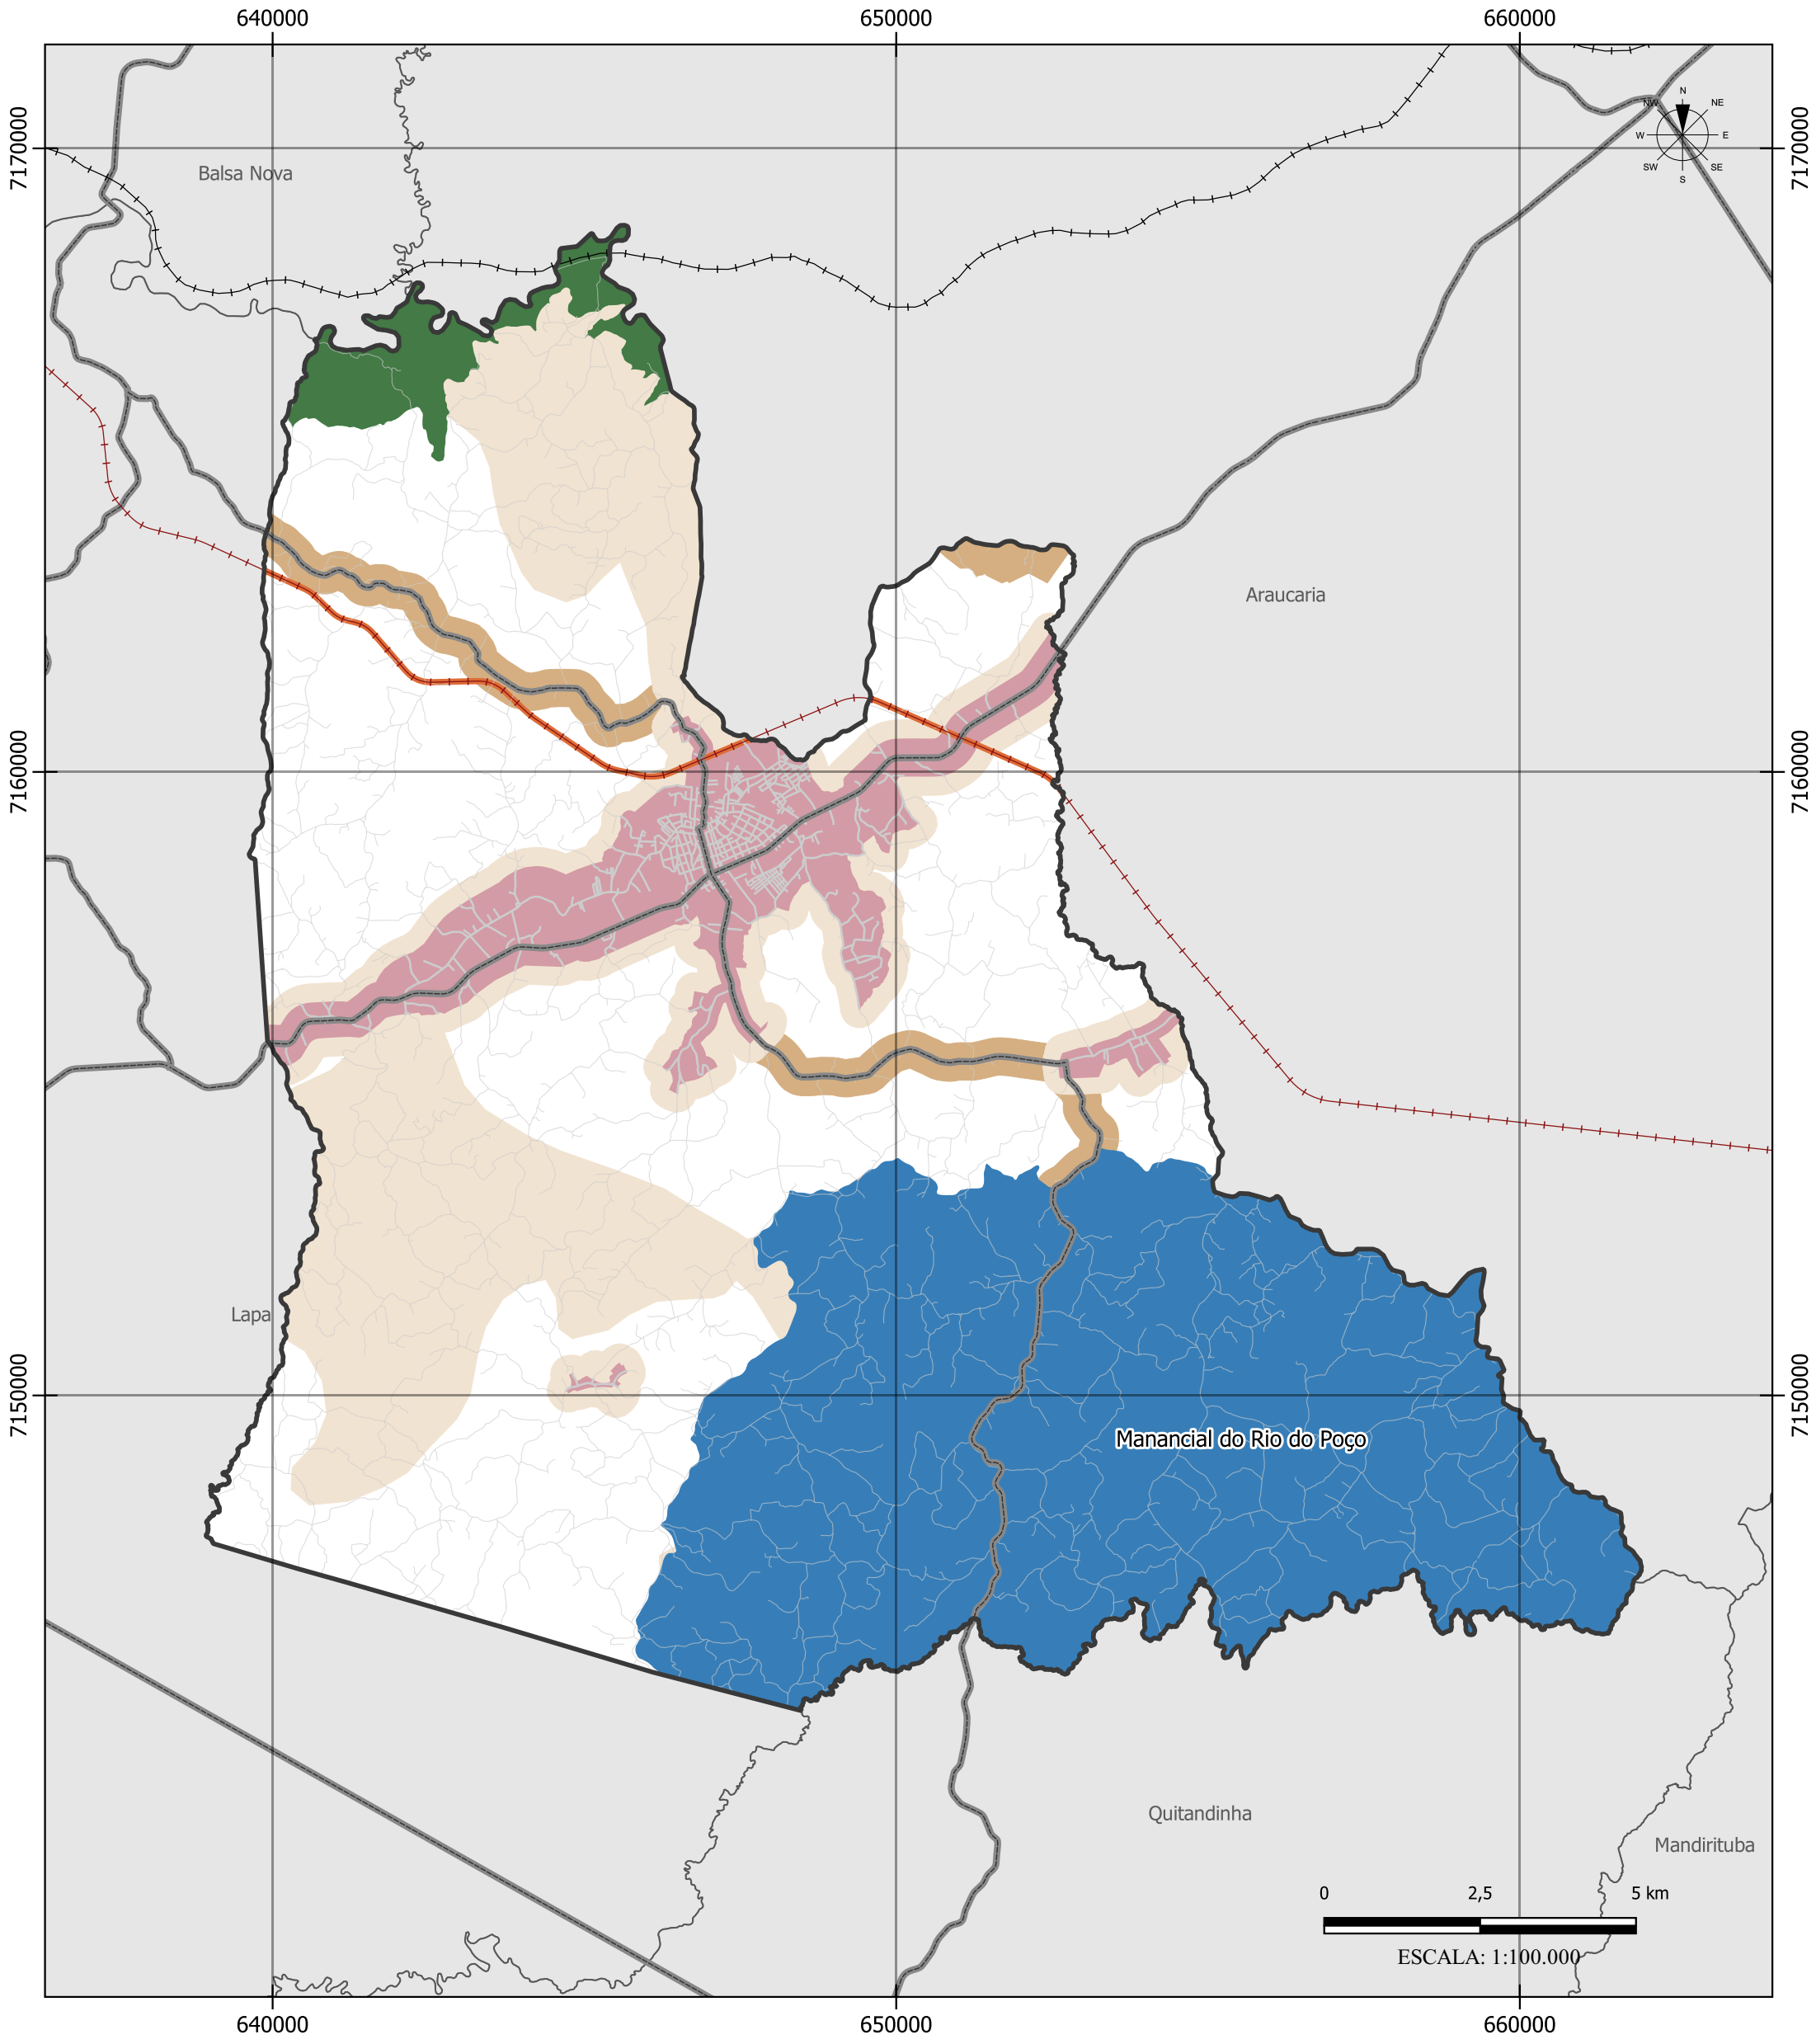 640000 650000 660000
N
NW NE
W E
SW SE
S
7170000 7170000
Balsa Nova
Araucaria
7160000 7160000
Lapa
7150000 7150000
Manancial do Rio do Poço
Quitandinha
Mandirituba
0 2,5 5 km
ESCALA: 1:100.000
640000 650000 660000